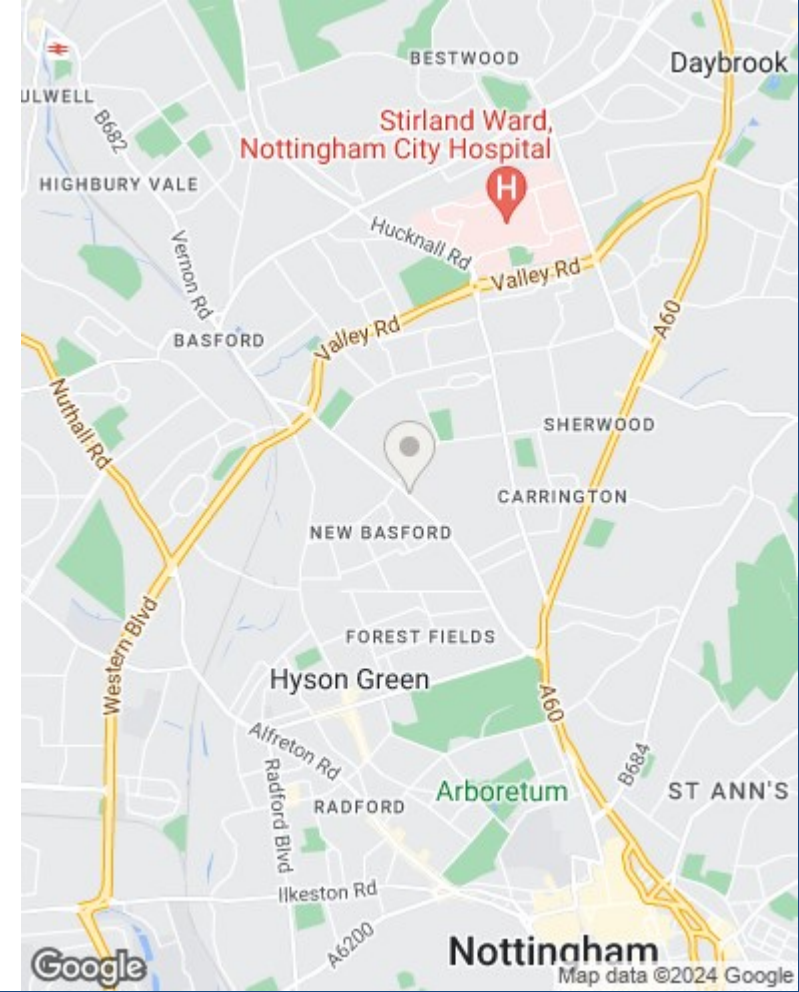 BESTWOOD
Daybrook
ULWELL
B682
Stirland Ward,
Nottingham City Hospital
H
HIGHBURY VALE
Hucknall Rd
Vernon Rd
Valley Rd
A60
BASFORD
Valley Rd
Nuthall Rd
SHERWOOD
CARRINGTON
NEW BASFORD
Western Blvd
FOREST FIELDS
Hyson Green
A60
Alfreton Rd
B684
Radford Blvd
Arboretum
ST ANN'S
RADFORD
Ilkeston Rd
A6200
Nottingham
Google
Map data ©2024 Google